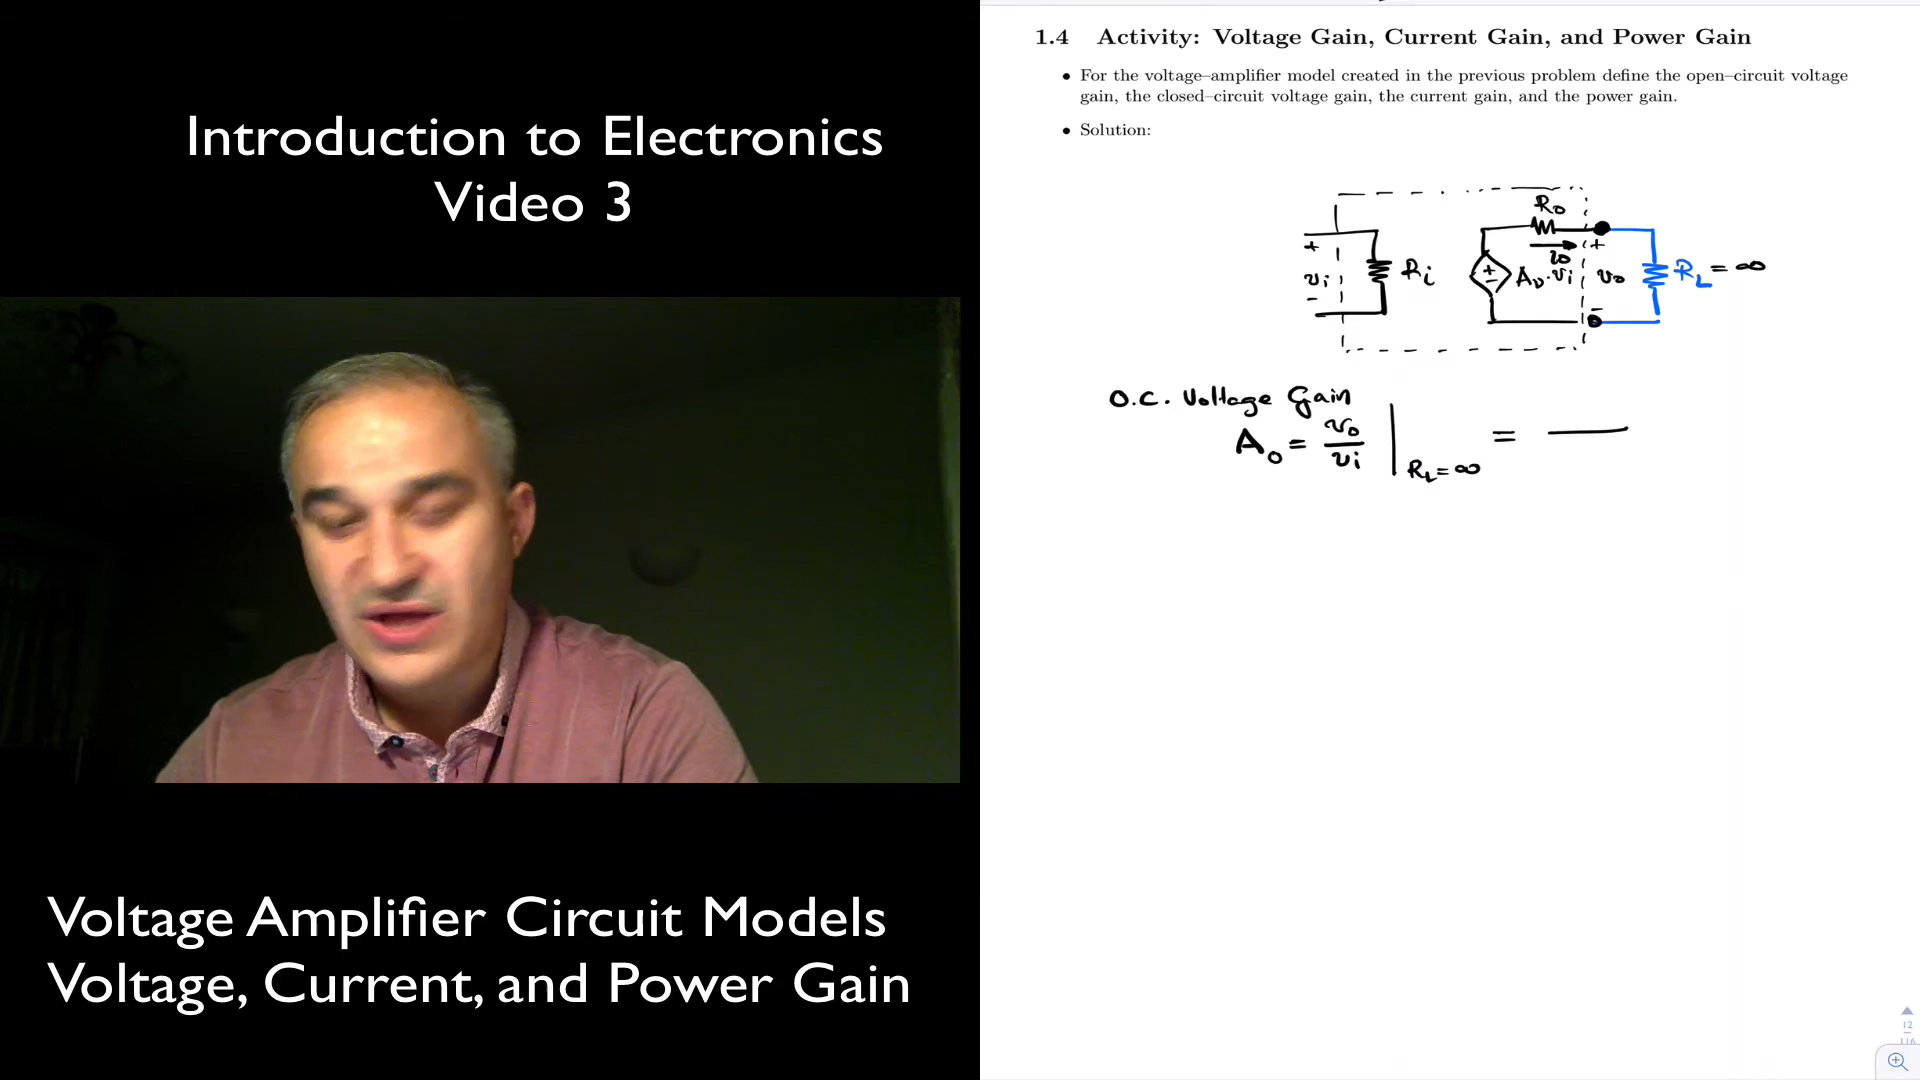 Introduction to Electronics
Video 3
Voltage Amplifier Circuit Models
Voltage, Current, and Power Gain
1.4 Activity: Voltage Gain, Current Gain, and Power Gain
• For the voltage–amplifier model created in the previous problem define the open–circuit voltage
gain, the closed–circuit voltage gain, the current gain, and the power gain.
• Solution:
Ro
+
vi
-
Ri
+
-
Ao·vi
io
+
vo
-
RL = ∞
O.C. Voltage Gain
Ao = vo/vi | RL=∞ =
12
116